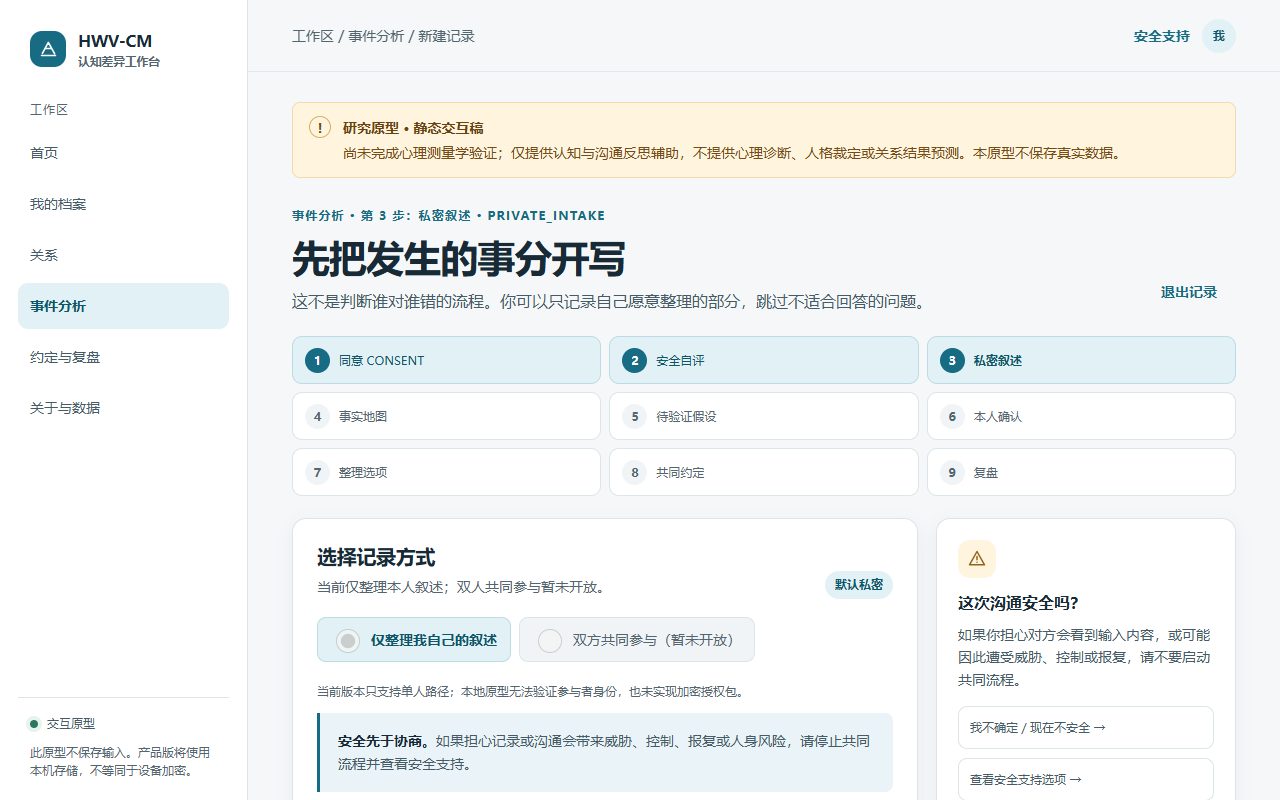 HWV-CM
认知差异工作台
工作区
首页
我的档案
关系
事件分析
约定与复盘
关于与数据
交互原型
此原型不保存输入。产品版将使用
本机存储，不等同于设备加密。
工作区 / 事件分析 / 新建记录
安全支持
我
!
研究原型 • 静态交互稿
尚未完成心理测量学验证；仅提供认知与沟通反思辅助，不提供心理诊断、人格裁定或关系结果预测。本原型不保存真实数据。
事件分析 • 第 3 步：私密叙述 • PRIVATE_INTAKE
先把发生的事分开写
这不是判断谁对谁错的流程。你可以只记录自己愿意整理的部分，跳过不适合回答的问题。
退出记录
1 同意 CONSENT
2 安全自评
3 私密叙述
4 事实地图
5 待验证假设
6 本人确认
7 整理选项
8 共同约定
9 复盘
选择记录方式
当前仅整理本人叙述；双人共同参与暂未开放。
默认私密
仅整理我自己的叙述
双方共同参与（暂未开放）
当前版本只支持单人路径；本地原型无法验证参与者身份，也未实现加密授权包。
安全先于协商。如果担心记录或沟通会带来威胁、控制、报复或人身风险，请停止共同
流程并查看安全支持。
这次沟通安全吗？
如果你担心对方会看到输入内容，或可能
因此遭受威胁、控制或报复，请不要启动
共同流程。
我不确定 / 现在不安全 →
查看安全支持选项 →